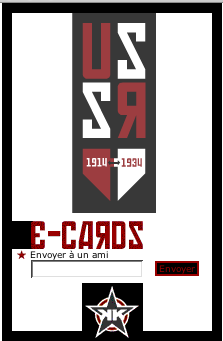 US
SR
1914 1934
E-CARDS
Envoyer à un ami
Envoyer
KK